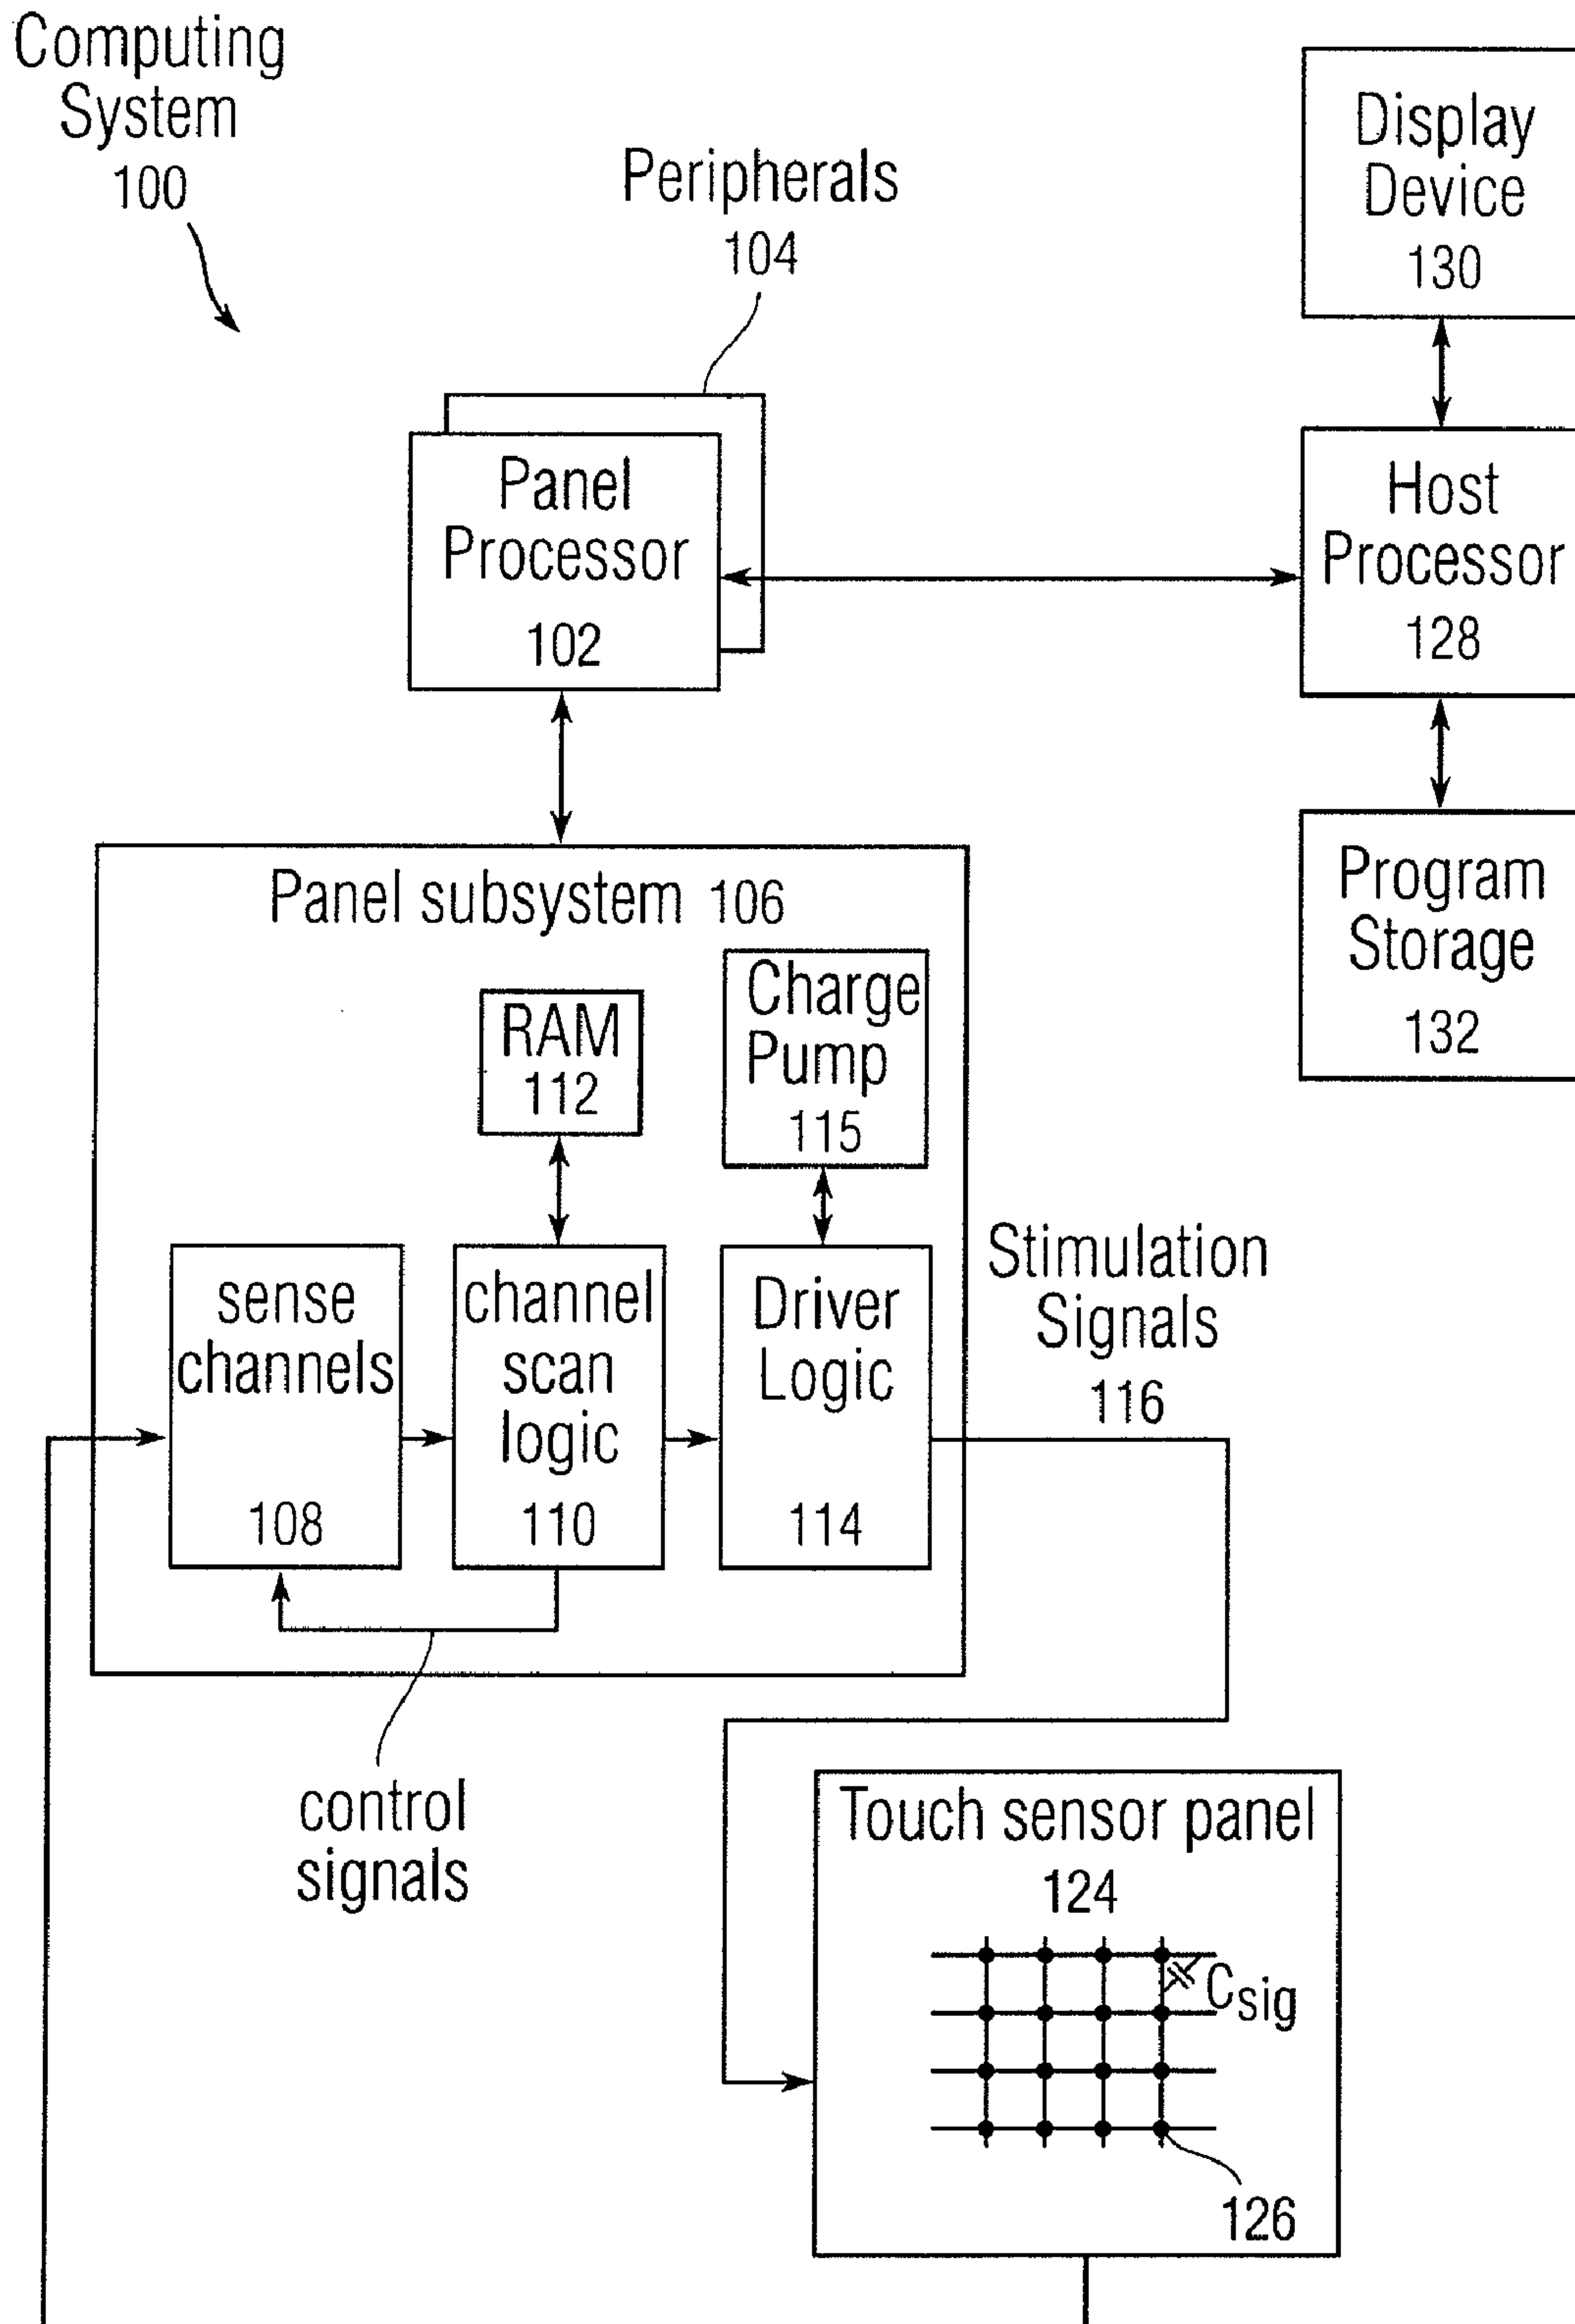 Computing
System
100
Peripherals
104
Display
Device
130
Panel
Processor
102
Host
Processor
128
Program
Storage
132
Panel subsystem 106
RAM
112
Charge
Pump
115
sense
channels
108
channel
scan
logic
110
Driver
Logic
114
Stimulation
Signals
116
control
signals
Touch sensor panel
124
Csig
126